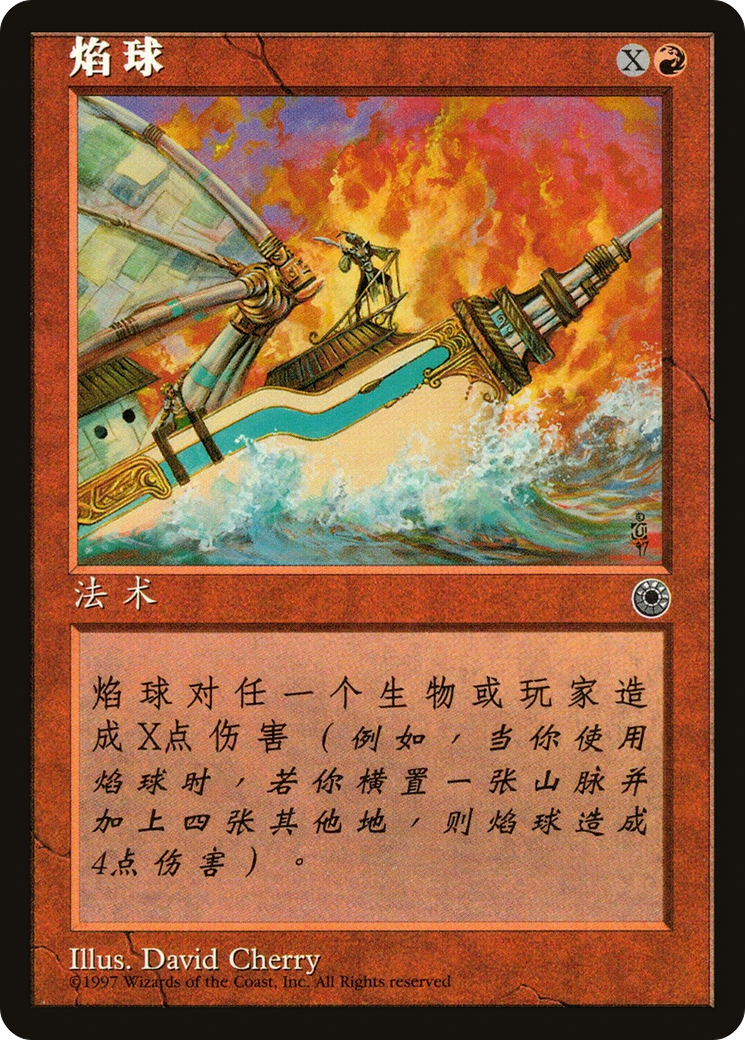 焰球 X
法术
焰球对任一个生物或玩家造
成X点伤害(例如,当你使用
焰球时,若你横置一张山脉并
加上四张其他地,则焰球造成
4点伤害)。
Illus. David Cherry
©1997 Wizards of the Coast, Inc. All Rights reserved
97